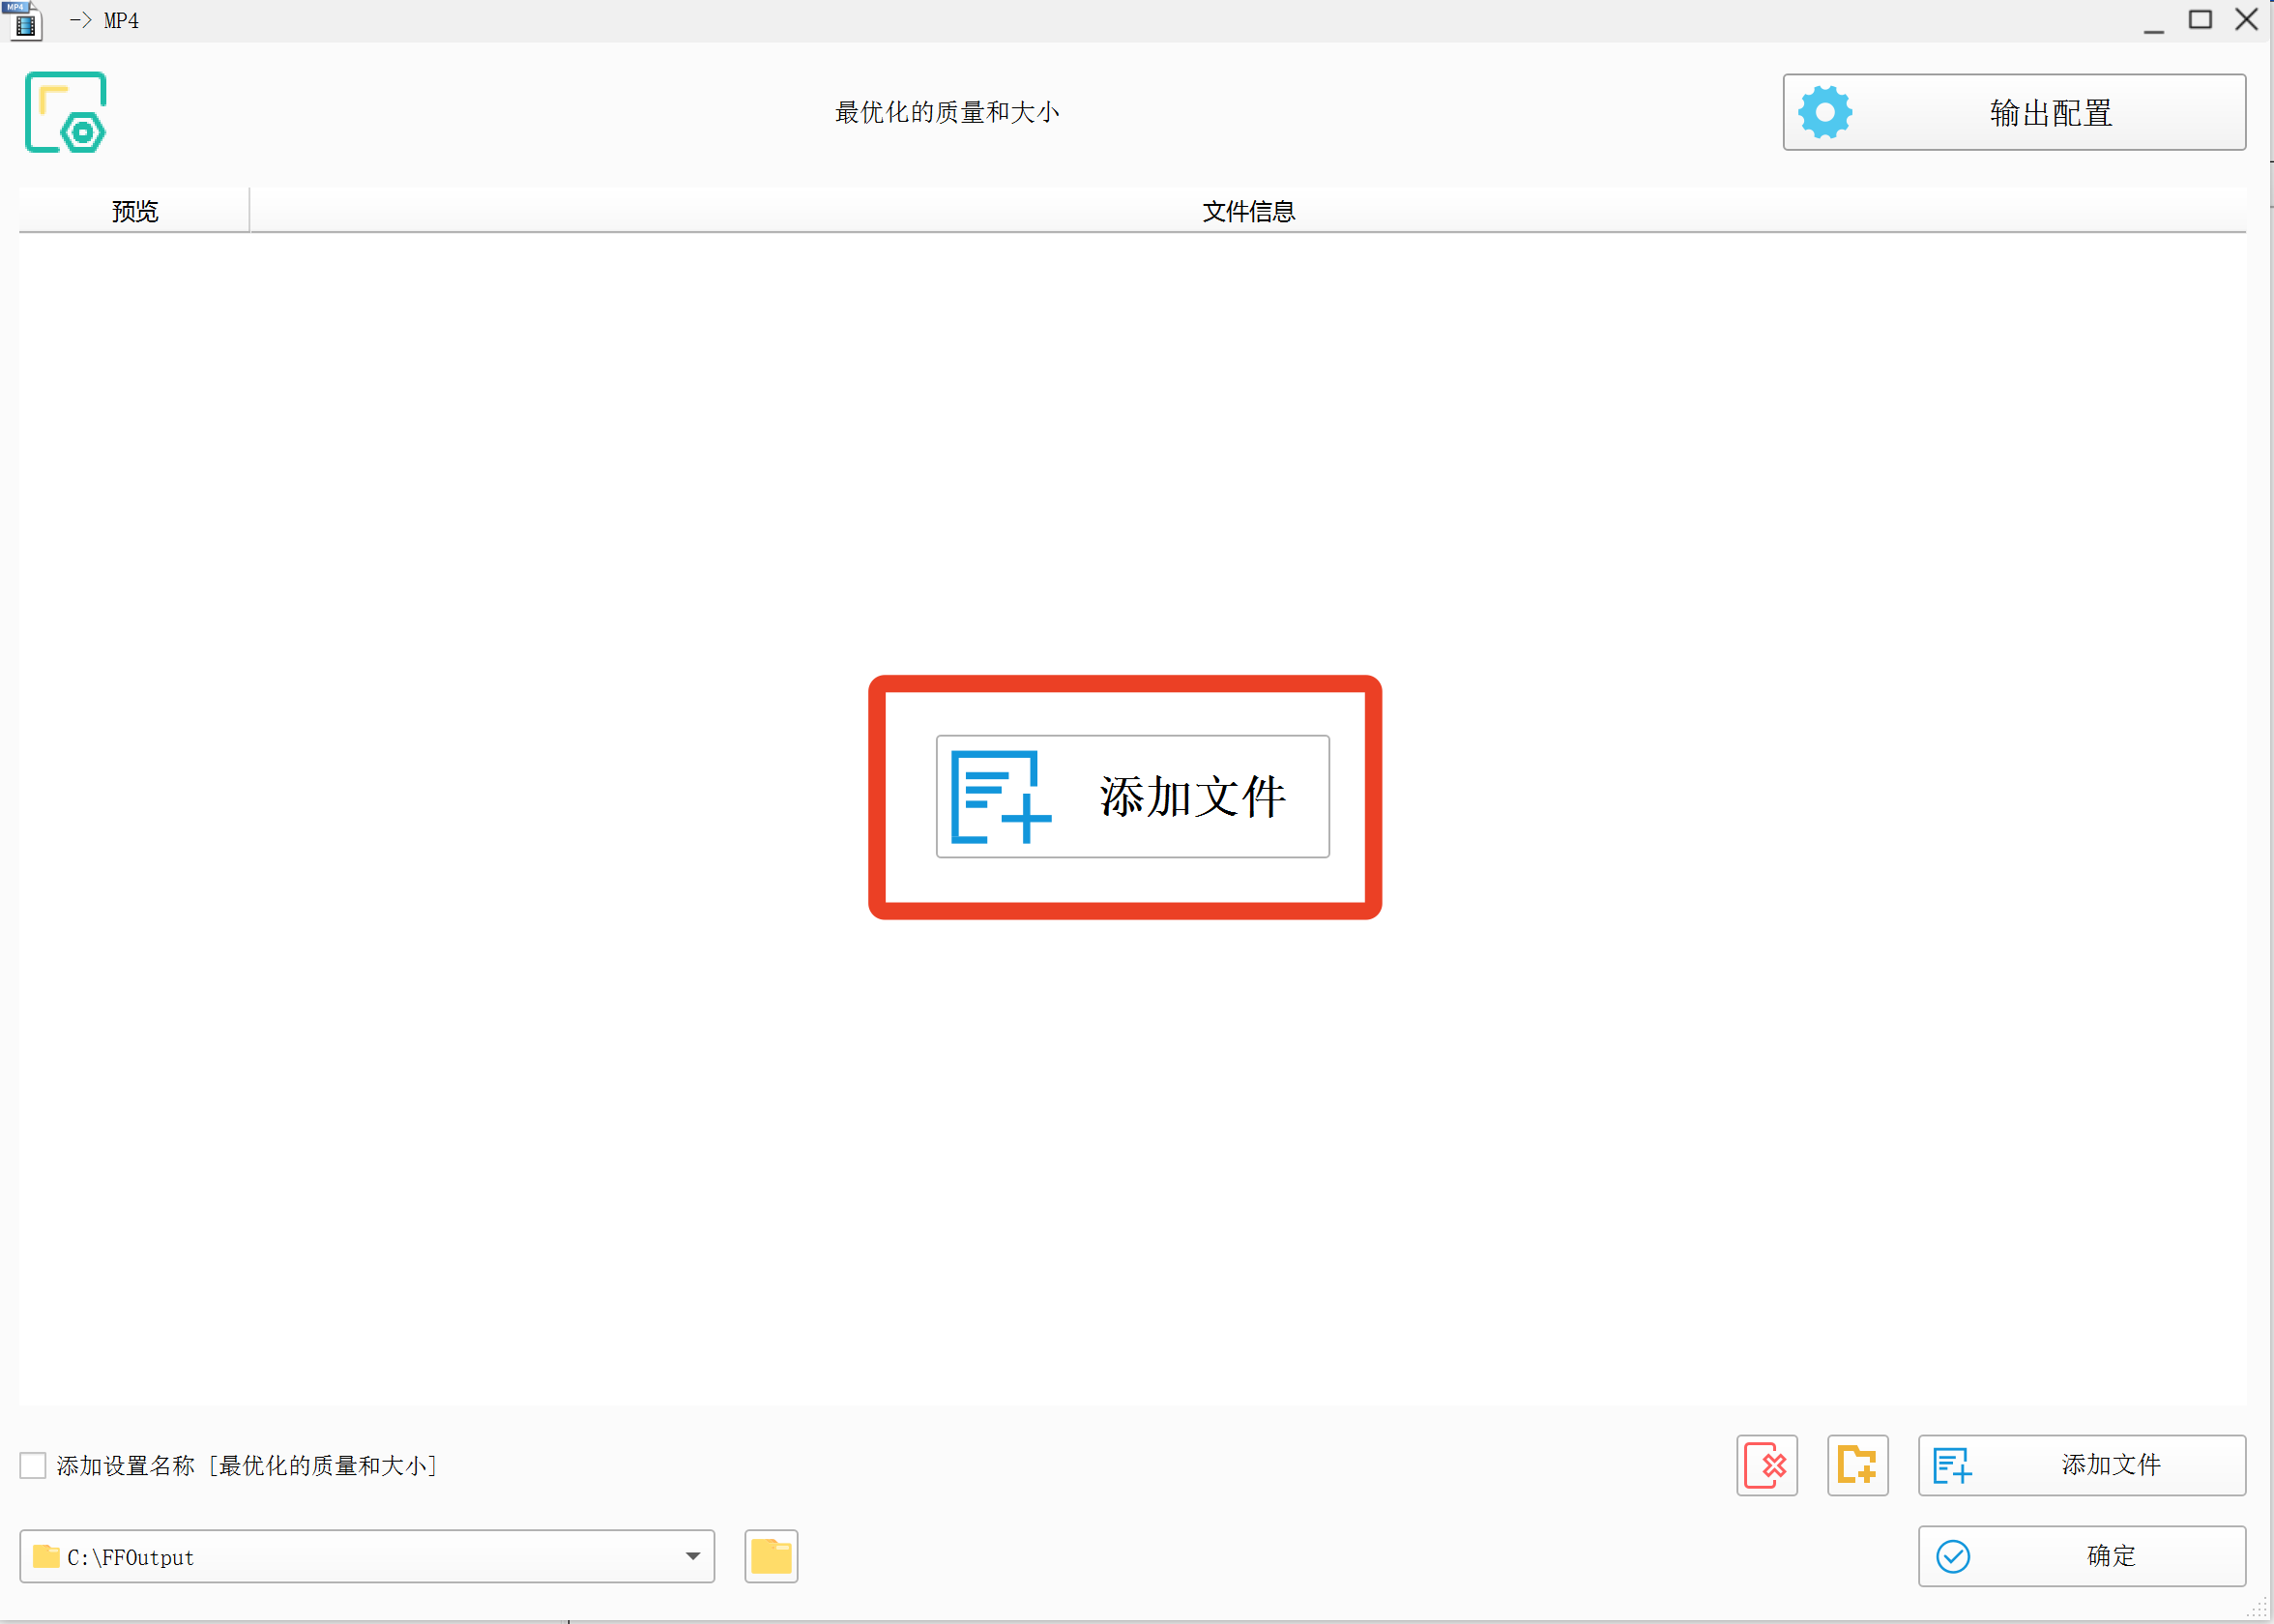 MP4
-> MP4
最优化的质量和大小
输出配置
预览
文件信息
添加文件
添加设置名称 [最优化的质量和大小]
添加文件
C:\FFOutput
确定